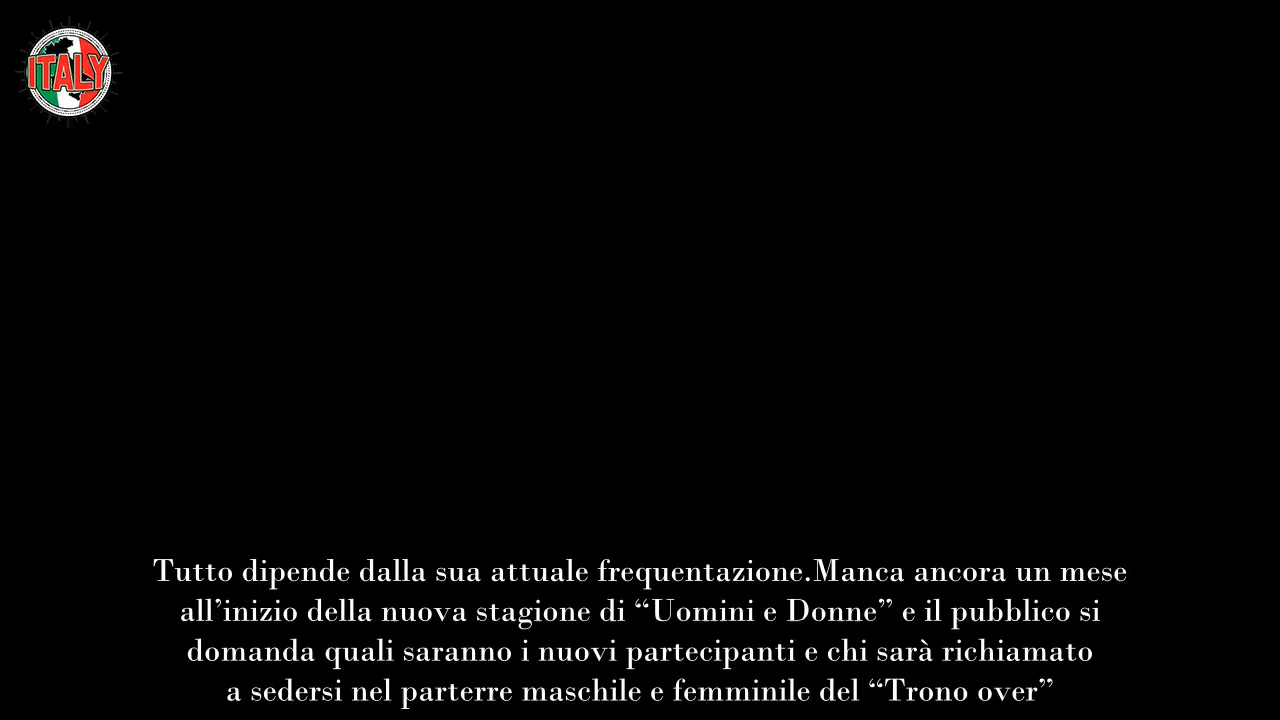 ITALY
Tutto dipende dalla sua attuale frequentazione.Manca ancora un mese
all’inizio della nuova stagione di “Uomini e Donne” e il pubblico si
domanda quali saranno i nuovi partecipanti e chi sarà richiamato
a sedersi nel parterre maschile e femminile del “Trono over”